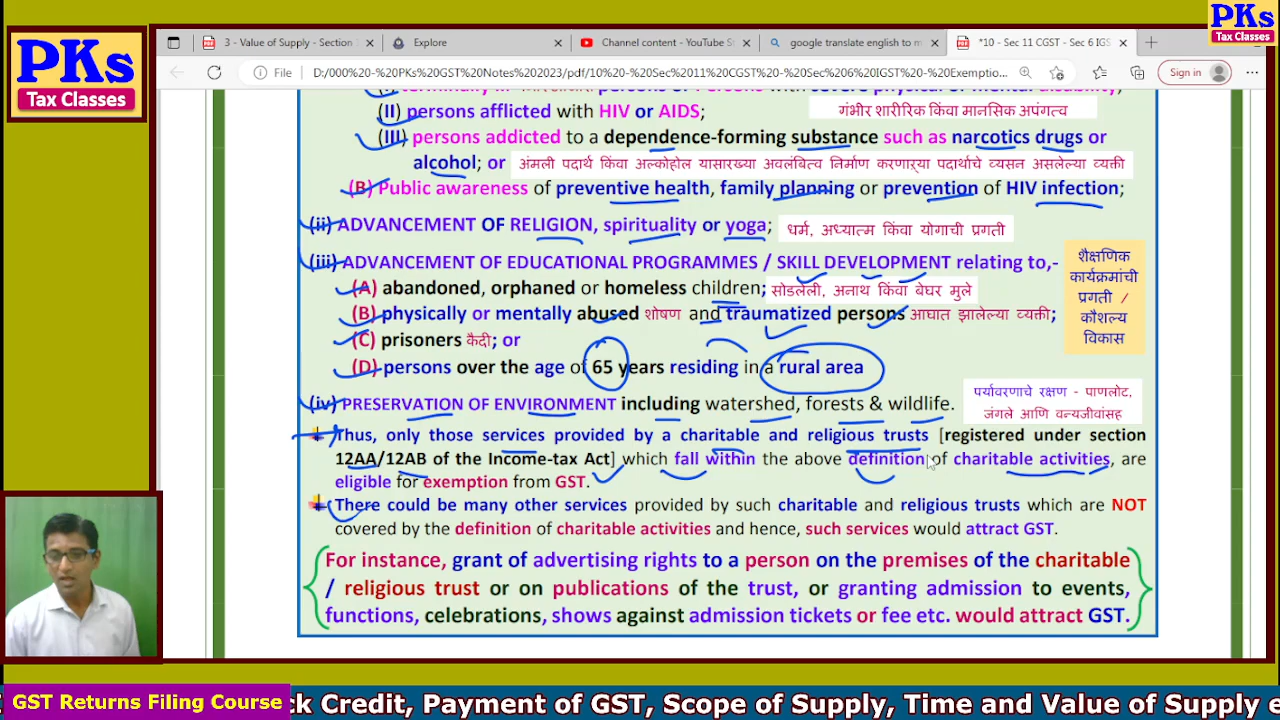 PKs
Tax Classes
PKs
Tax Classes
3 - Value of Supply - Section
Explore
Channel content - YouTube S
google translate english to m
*10 - Sec 11 CGST - Sec 6 IGS
File
D:/000%20-%20PKs%20GST%20Notes%202023/pdf/10%20-%20Sec%2011%20CGST%20-%20Sec%206%20IGST%20-%20Exemptio...
Sign in
(II) persons afflicted with HIV or AIDS;
गंभीर शारीरिक किंवा मानसिक अपंगत्व
(III) persons addicted to a dependence-forming substance such as narcotics drugs or
alcohol; or अंमली पदार्थ किंवा अल्कोहोल यासारख्या अवलंबित्व निर्माण करणाऱ्या पदार्थाचे व्यसन असलेल्या व्यक्ती
(B) Public awareness of preventive health, family planning or prevention of HIV infection;
(ii) ADVANCEMENT OF RELIGION, spirituality or yoga; धर्म, अध्यात्म किंवा योगाची प्रगती
(iii) ADVANCEMENT OF EDUCATIONAL PROGRAMMES / SKILL DEVELOPMENT relating to,-
(A) abandoned, orphaned or homeless children; सोडलेली, अनाथ किंवा बेघर मुले
(B) physically or mentally abused शोषण and traumatized persons आघात झालेल्या व्यक्ती;
(C) prisoners कैदी; or
(D) persons over the age of 65 years residing in a rural area
शैक्षणिक
कार्यक्रमांची
प्रगती /
कौशल्य
विकास
(iv) PRESERVATION OF ENVIRONMENT including watershed, forests & wildlife.
पर्यावरणाचे रक्षण - पाणलोट,
जंगले आणि वन्यजीवांसह
Thus, only those services provided by a charitable and religious trusts [registered under section
12AA/12AB of the Income-tax Act] which fall within the above definition of charitable activities, are
eligible for exemption from GST.
There could be many other services provided by such charitable and religious trusts which are NOT
covered by the definition of charitable activities and hence, such services would attract GST.
For instance, grant of advertising rights to a person on the premises of the charitable
/ religious trust or on publications of the trust, or granting admission to events,
functions, celebrations, shows against admission tickets or fee etc. would attract GST.
GST Returns Filing Course
ck Credit, Payment of GST, Scope of Supply, Time and Value of Supply e